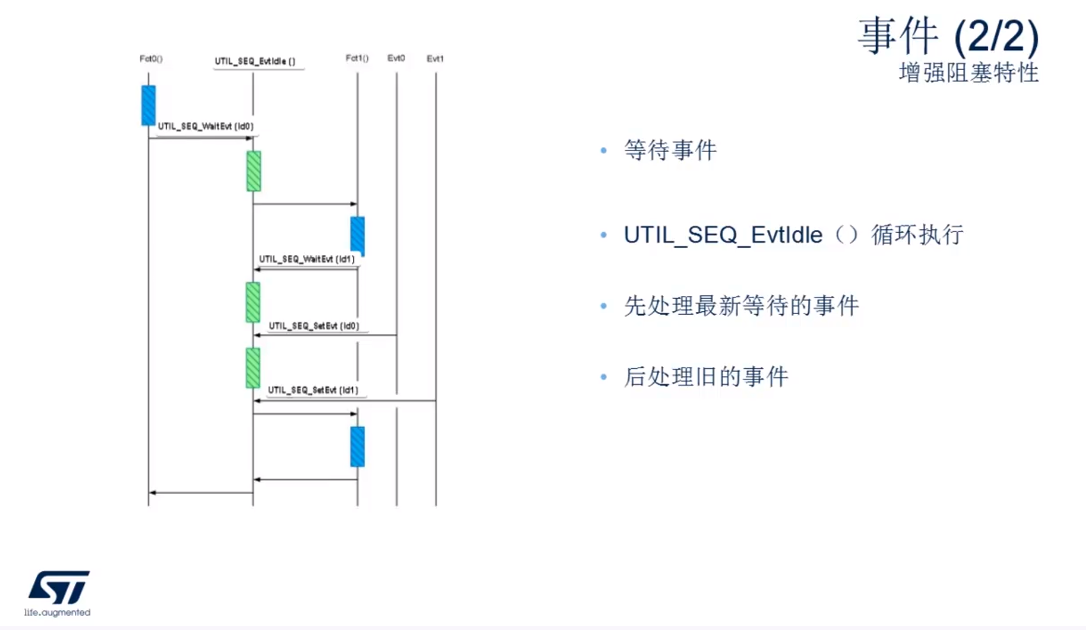 事件 (2/2)
增强阻塞特性
Fct0()
UTIL_SEQ_EvtIdle ()
Fct1()
Evt0
Evt1
UTIL_SEQ_WaitEvt (Id0)
UTIL_SEQ_WaitEvt (Id1)
UTIL_SEQ_SetEvt (Id0)
UTIL_SEQ_SetEvt (Id1)
• 等待事件
• UTIL_SEQ_EvtIdle（）循环执行
• 先处理最新等待的事件
• 后处理旧的事件
ST
life.augmented